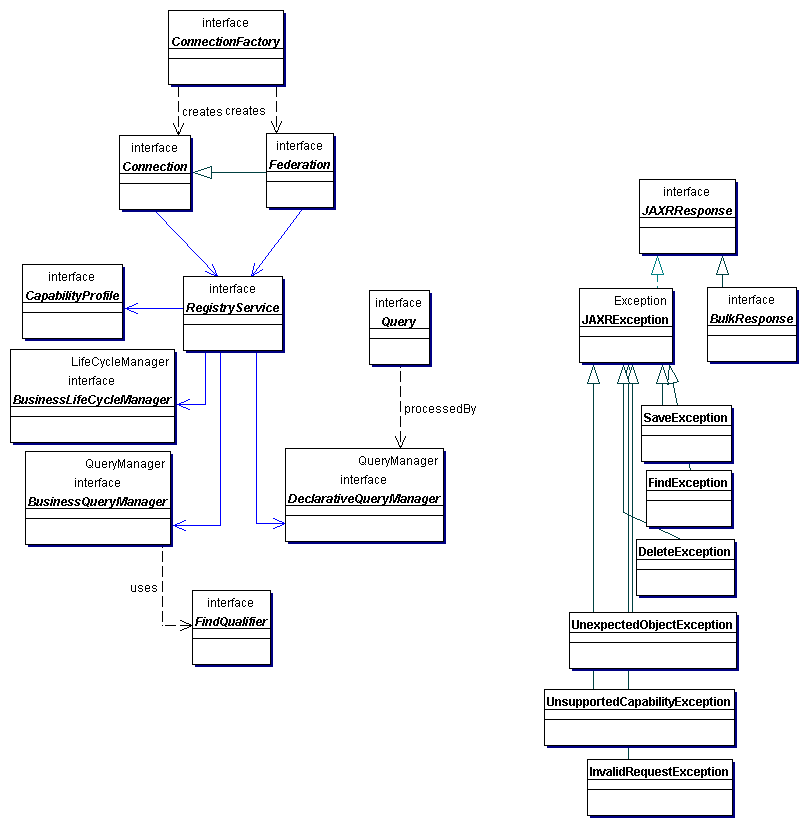 interface
ConnectionFactory
creates creates
interface
Connection
interface
Federation
interface
CapabilityProfile
interface
RegistryService
interface
Query
LifeCycleManager
interface
BusinessLifeCycleManager
processedBy
QueryManager
interface
BusinessQueryManager
QueryManager
interface
DeclarativeQueryManager
uses
interface
FindQualifier
interface
JAXRResponse
Exception
JAXRException
interface
BulkResponse
SaveException
FindException
DeleteException
UnexpectedObjectException
UnsupportedCapabilityException
InvalidRequestException